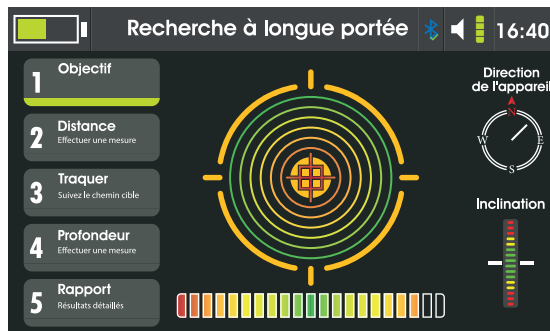 Recherche à longue portée
16:40
1
Objectif
2
Distance
Effectuer une mesure
3
Traquer
Suivez le chemin cible
4
Profondeur
Effectuer une mesure
5
Rapport
Résultats détaillés
Direction
de l'appareil
N
W
E
S
Inclination